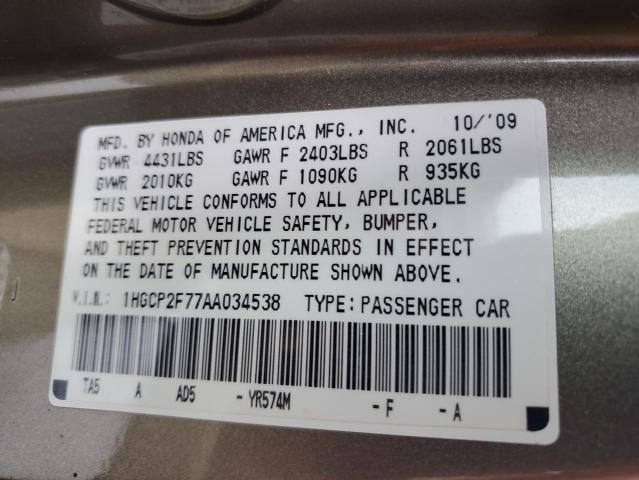 MFD. BY HONDA OF AMERICA MFG., INC. 10/'09
GVWR 4431LBS GAWR F 2403LBS R 2061LBS
GVWR 2010KG GAWR F 1090KG R 935KG
THIS VEHICLE CONFORMS TO ALL APPLICABLE
FEDERAL MOTOR VEHICLE SAFETY, BUMPER,
AND THEFT PREVENTION STANDARDS IN EFFECT
ON THE DATE OF MANUFACTURE SHOWN ABOVE.
V.I.N.: 1HGCP2F77AA034538 TYPE: PASSENGER CAR
TA5 A AD5 - YR574M - F - A